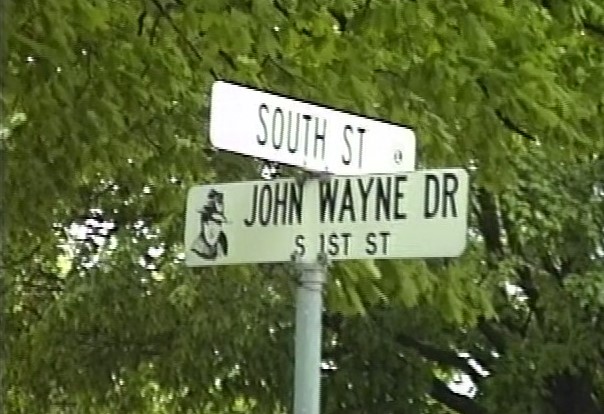 SOUTH ST
JOHN WAYNE DR
S 1ST ST